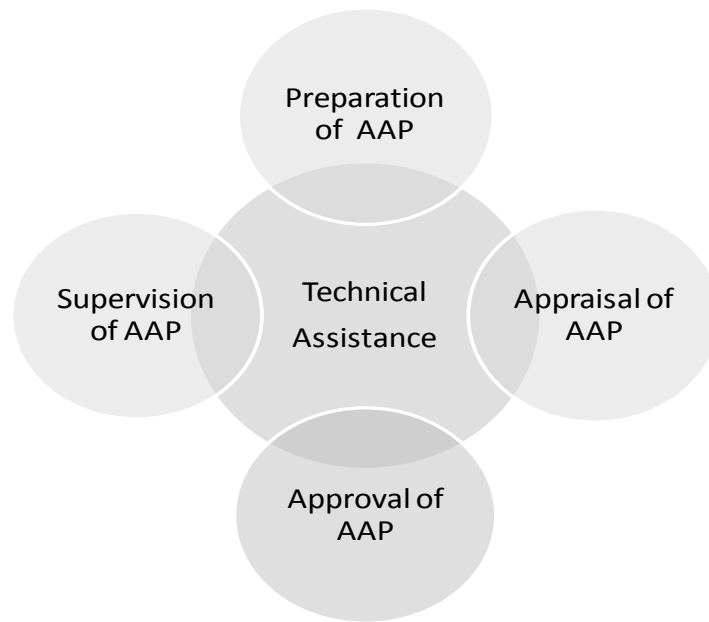 Preparation
of AAP
Supervision
of AAP
Technical
Assistance
Appraisal of
AAP
Approval of
AAP